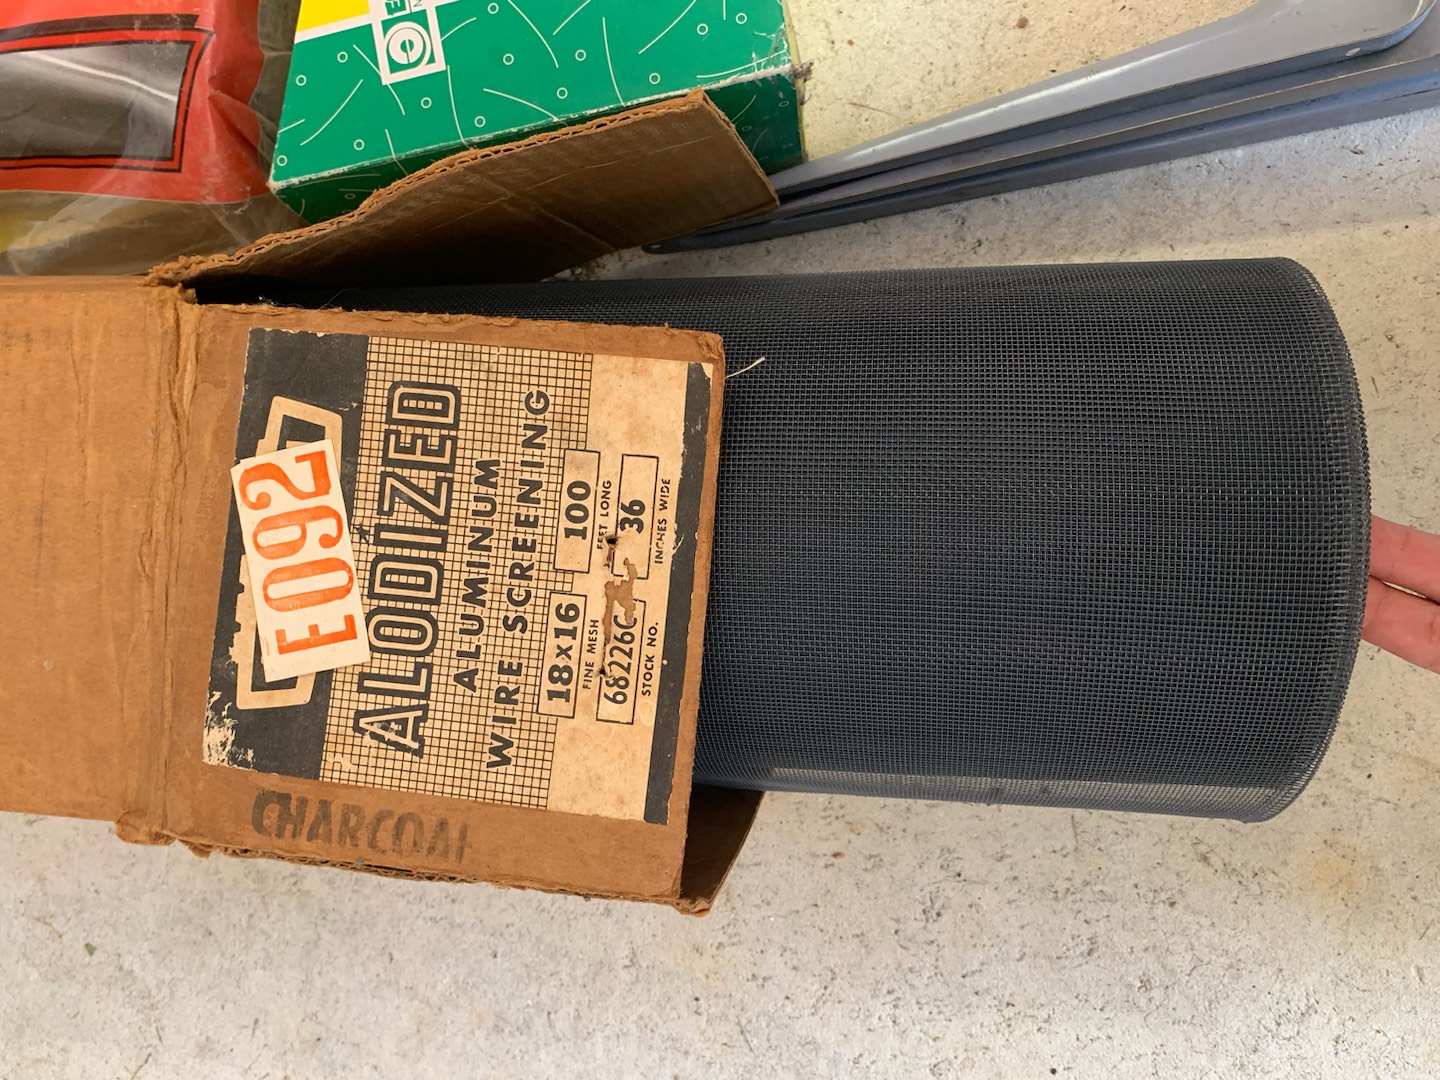 E092
ALODIZED
ALUMINUM
WIRE SCREENING
18x16
FINE MESH
100
FEET LONG
68226C
STOCK NO.
36
INCHES WIDE
CHARCOAL